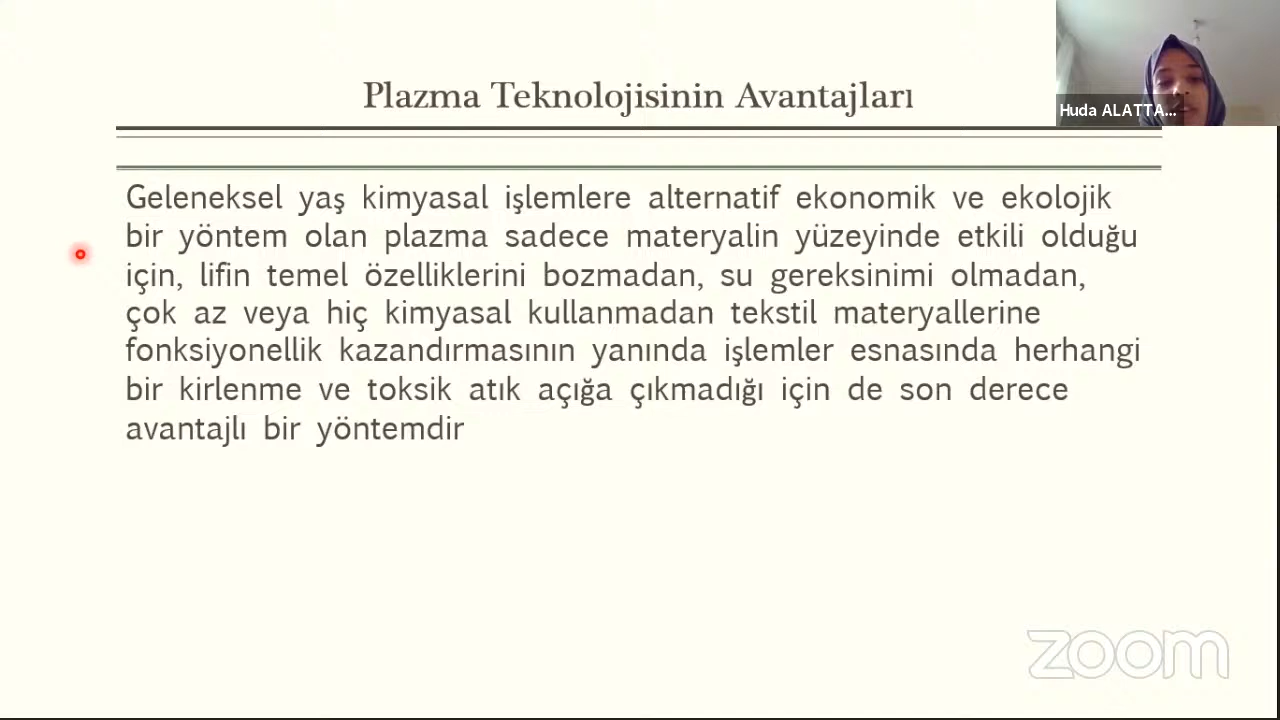 Plazma Teknolojisinin Avantajları
Huda ALATTA...
Geleneksel yaş kimyasal işlemlere alternatif ekonomik ve ekolojik
bir yöntem olan plazma sadece materyalin yüzeyinde etkili olduğu
için, lifin temel özelliklerini bozmadan, su gereksinimi olmadan,
çok az veya hiç kimyasal kullanmadan tekstil materyallerine
fonksiyonellik kazandırmasının yanında işlemler esnasında herhangi
bir kirlenme ve toksik atık açığa çıkmadığı için de son derece
avantajlı bir yöntemdir
zoom